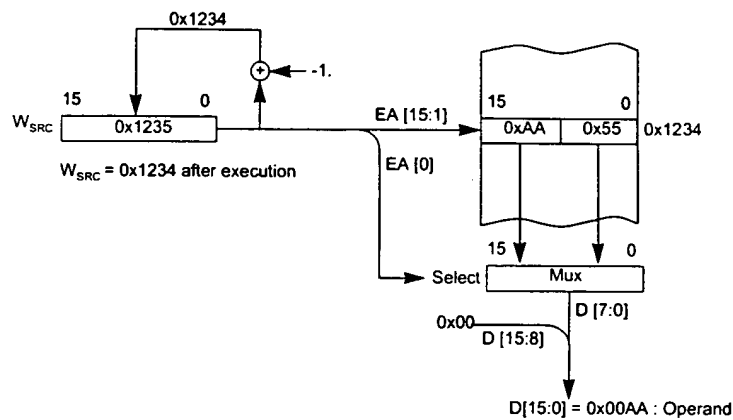 0x1234
+
-1.
15 0
W_SRC 0x1235
W_SRC = 0x1234 after execution
EA [15:1]
EA [0]
15 0
0xAA 0x55 0x1234
15 0
Select Mux
D [7:0]
0x00
D [15:8]
D[15:0] = 0x00AA : Operand